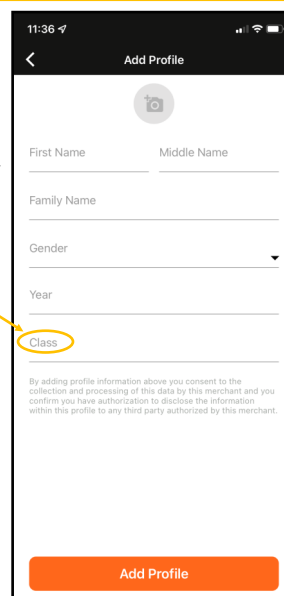 11:36
Add Profile
First Name Middle Name
Family Name
Gender
Year
Class
By adding profile information above you consent to the
collection and processing of this data by this merchant and you
confirm you have authorization to disclose the information
within this profile to any third party authorized by this merchant.
Add Profile